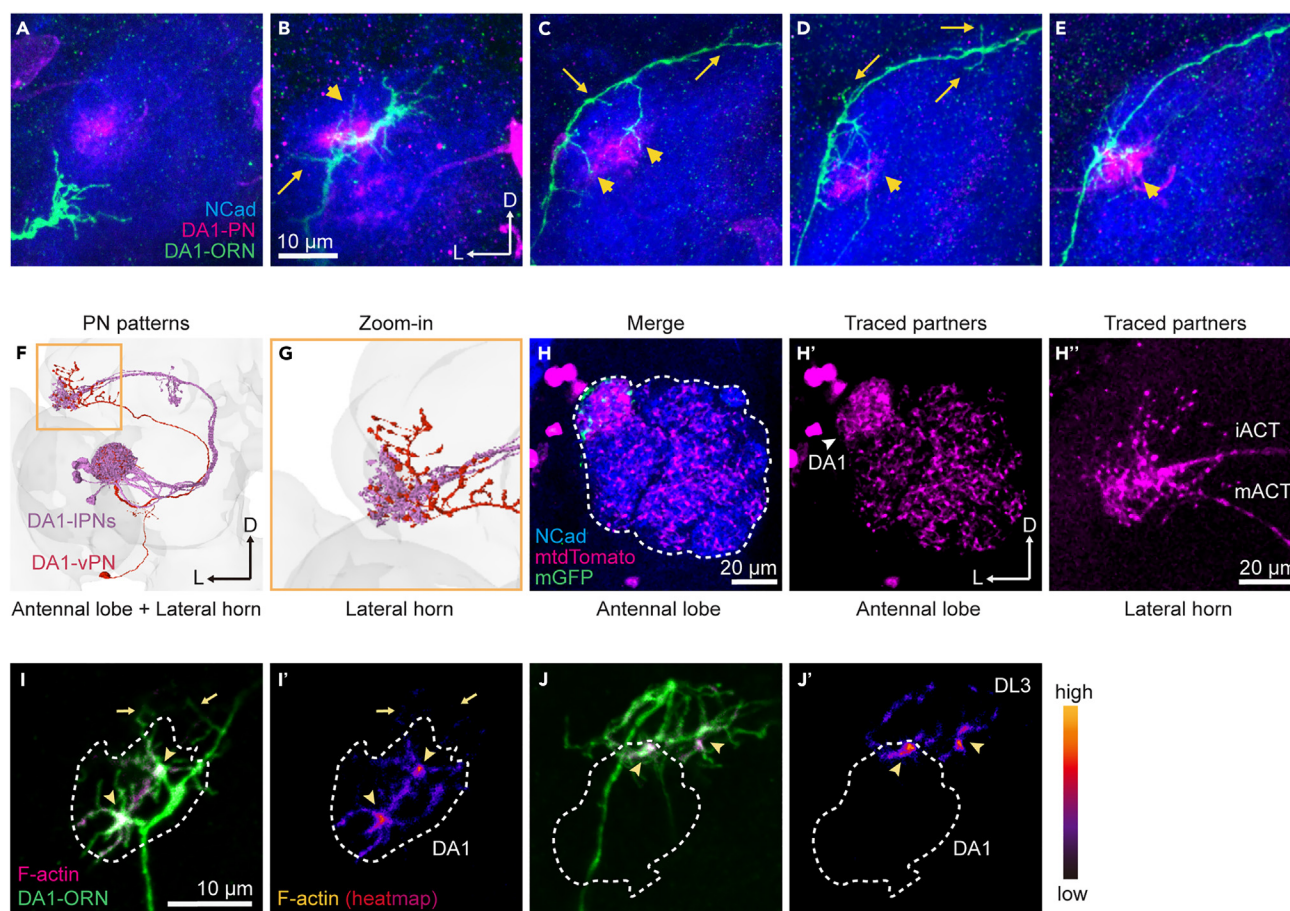 A
B
C
D
E
NCad
DA1-PN
DA1-ORN
10 μm
L
D
PN patterns
Zoom-in
Merge
Traced partners
Traced partners
F
G
H
H'
H''
DA1-lPNs
DA1-vPN
L
D
NCad
mtdTomato
mGFP
20 μm
DA1
D
L
iACT
mACT
20 μm
Antennal lobe + Lateral horn
Lateral horn
Antennal lobe
Antennal lobe
Lateral horn
I
I'
J
J'
DL3
high
F-actin
DA1-ORN
10 μm
DA1
F-actin (heatmap)
DA1
low